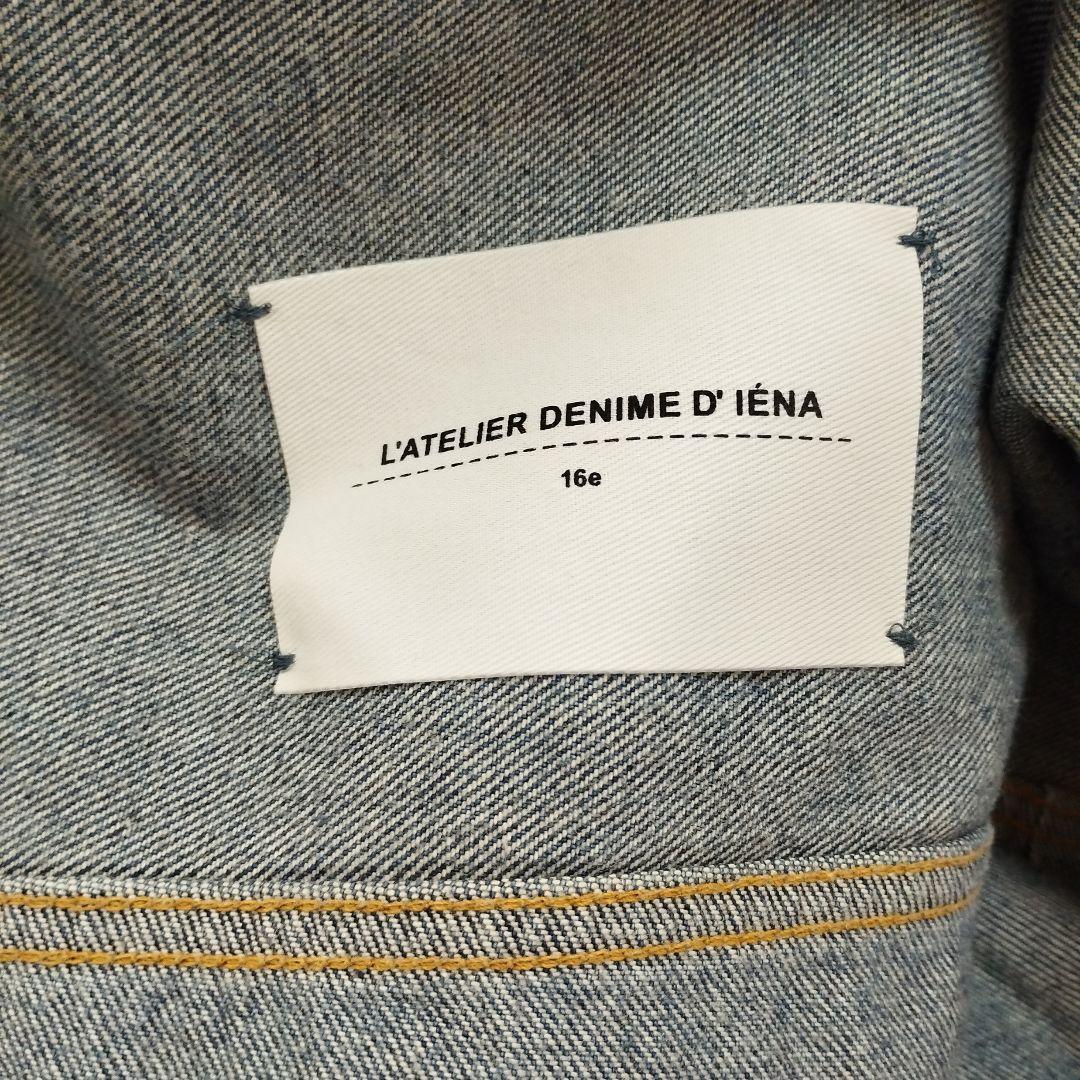 L'ATELIER DENIME D' IÉNA
16e